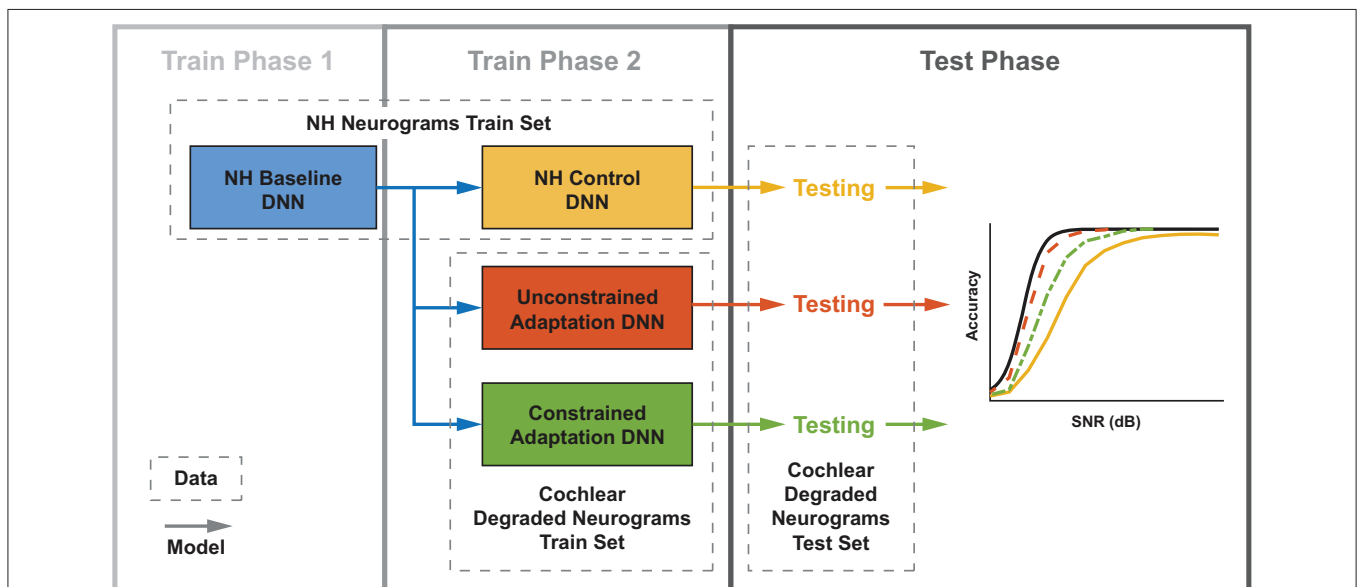 Train Phase 1
Train Phase 2
Test Phase
NH Neurograms Train Set
NH Baseline
DNN
NH Control
DNN
Testing
Unconstrained
Adaptation DNN
Testing
Constrained
Adaptation DNN
Testing
Cochlear
Degraded Neurograms
Train Set
Cochlear
Degraded
Neurograms
Test Set
Accuracy
SNR (dB)
Data
Model